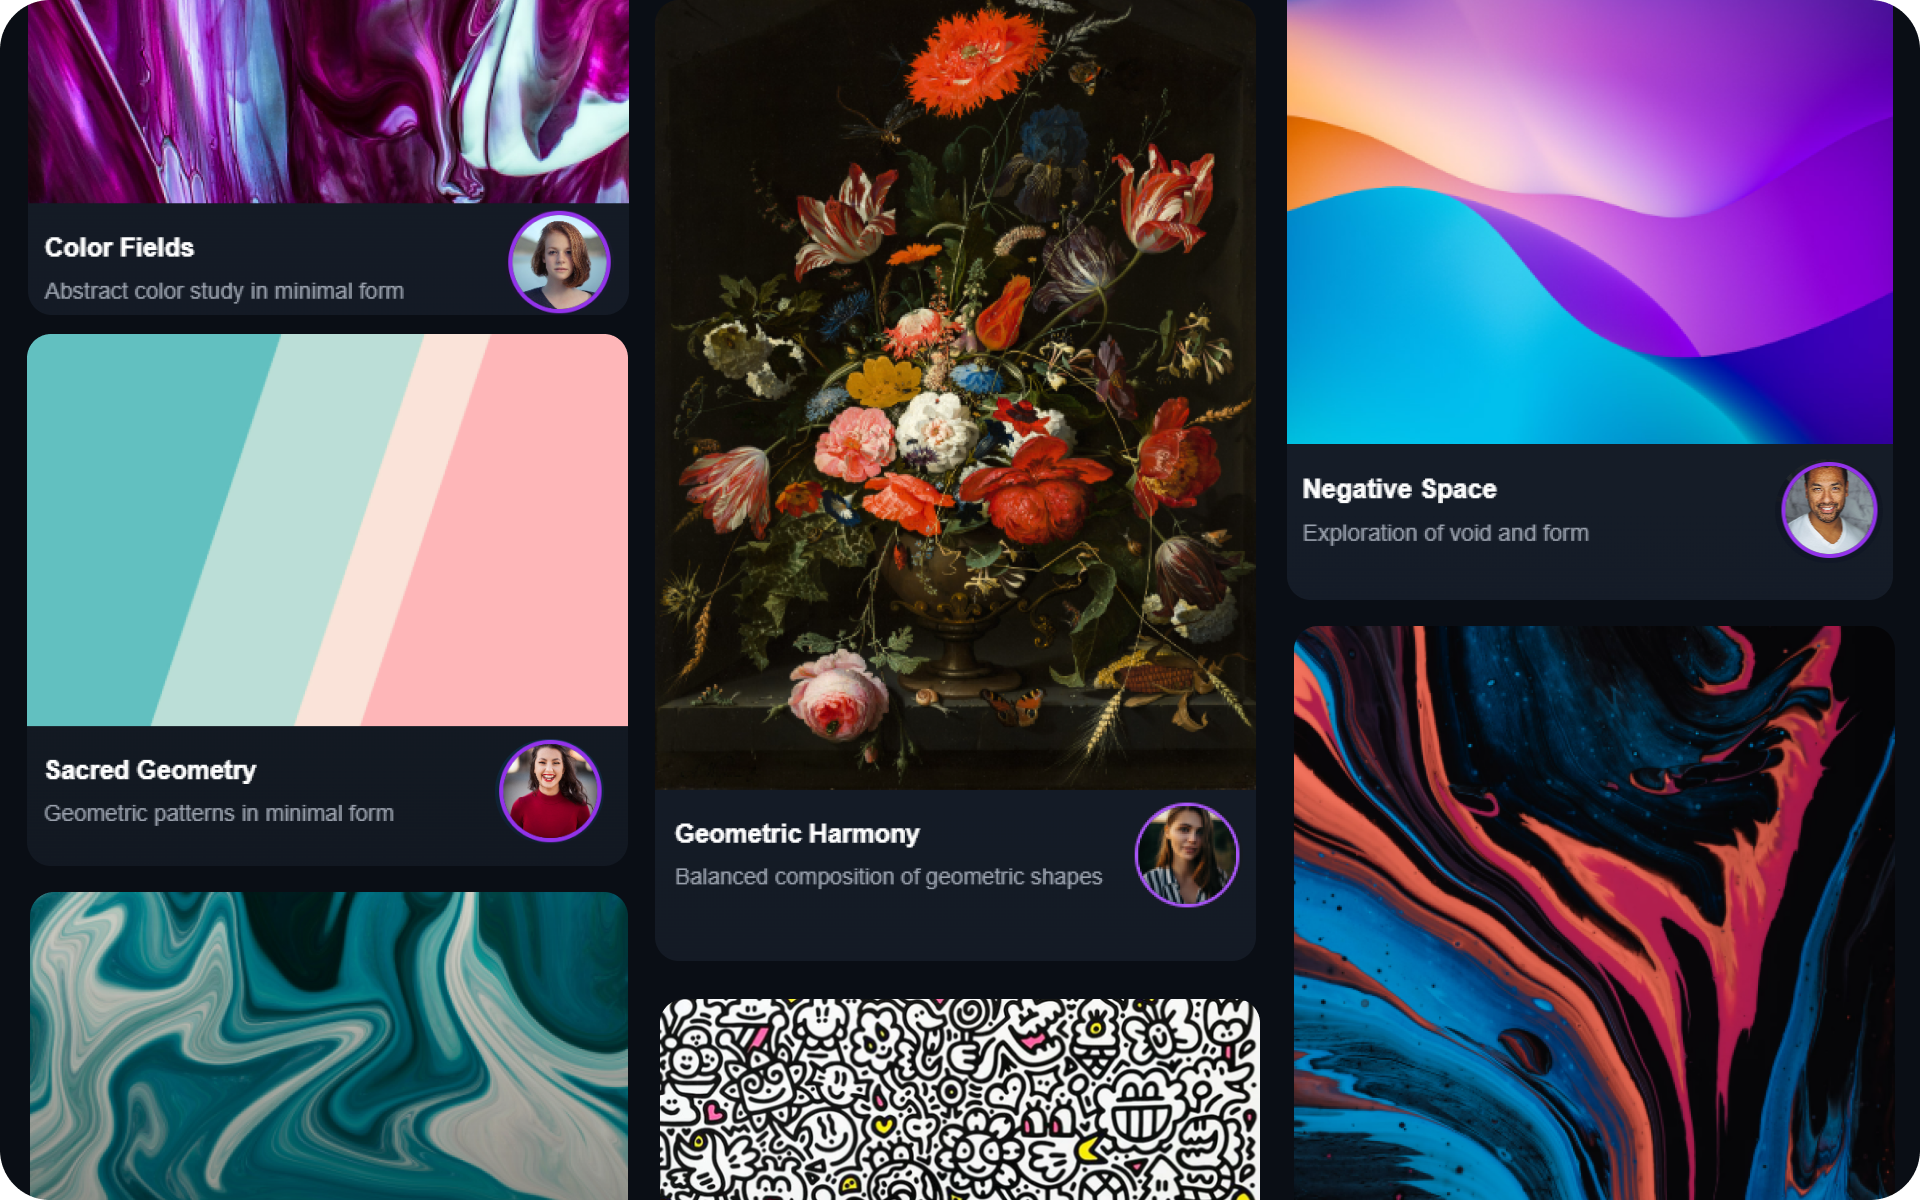 Color Fields
Abstract color study in minimal form
Sacred Geometry
Geometric patterns in minimal form
Geometric Harmony
Balanced composition of geometric shapes
Negative Space
Exploration of void and form